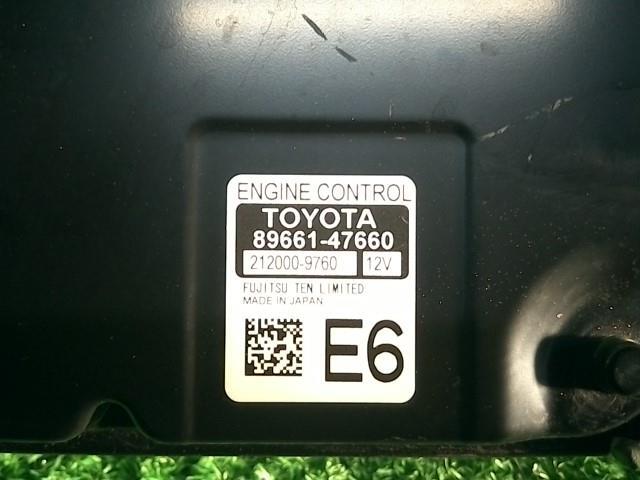 ENGINE CONTROL
TOYOTA
89661-47660
212000-9760 12V
FUJITSU TEN LIMITED
MADE IN JAPAN
E6